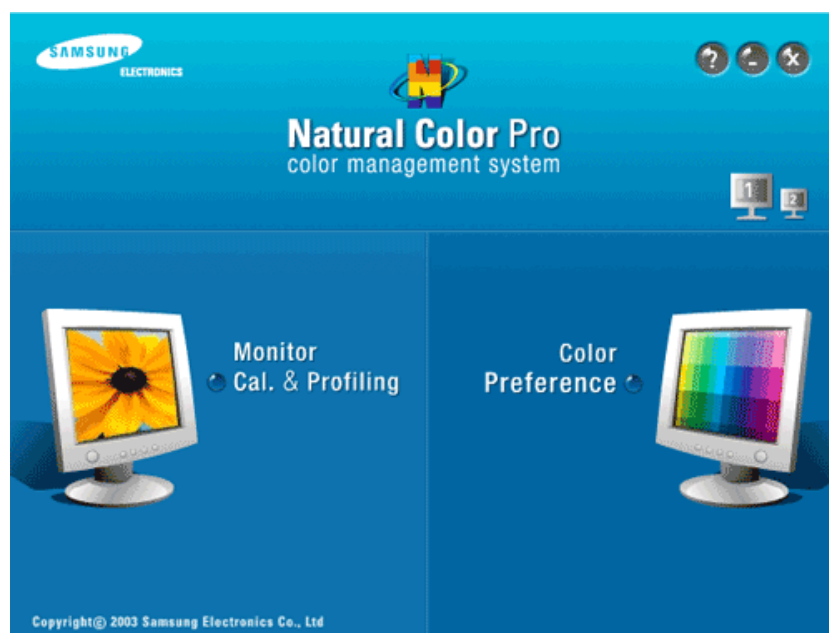 SAMSUNG
ELECTRONICS
?
-
x
N
Natural Color Pro
color management system
1
2
Monitor
Cal. & Profiling
Color
Preference
Copyright© 2003 Samsung Electronics Co., Ltd